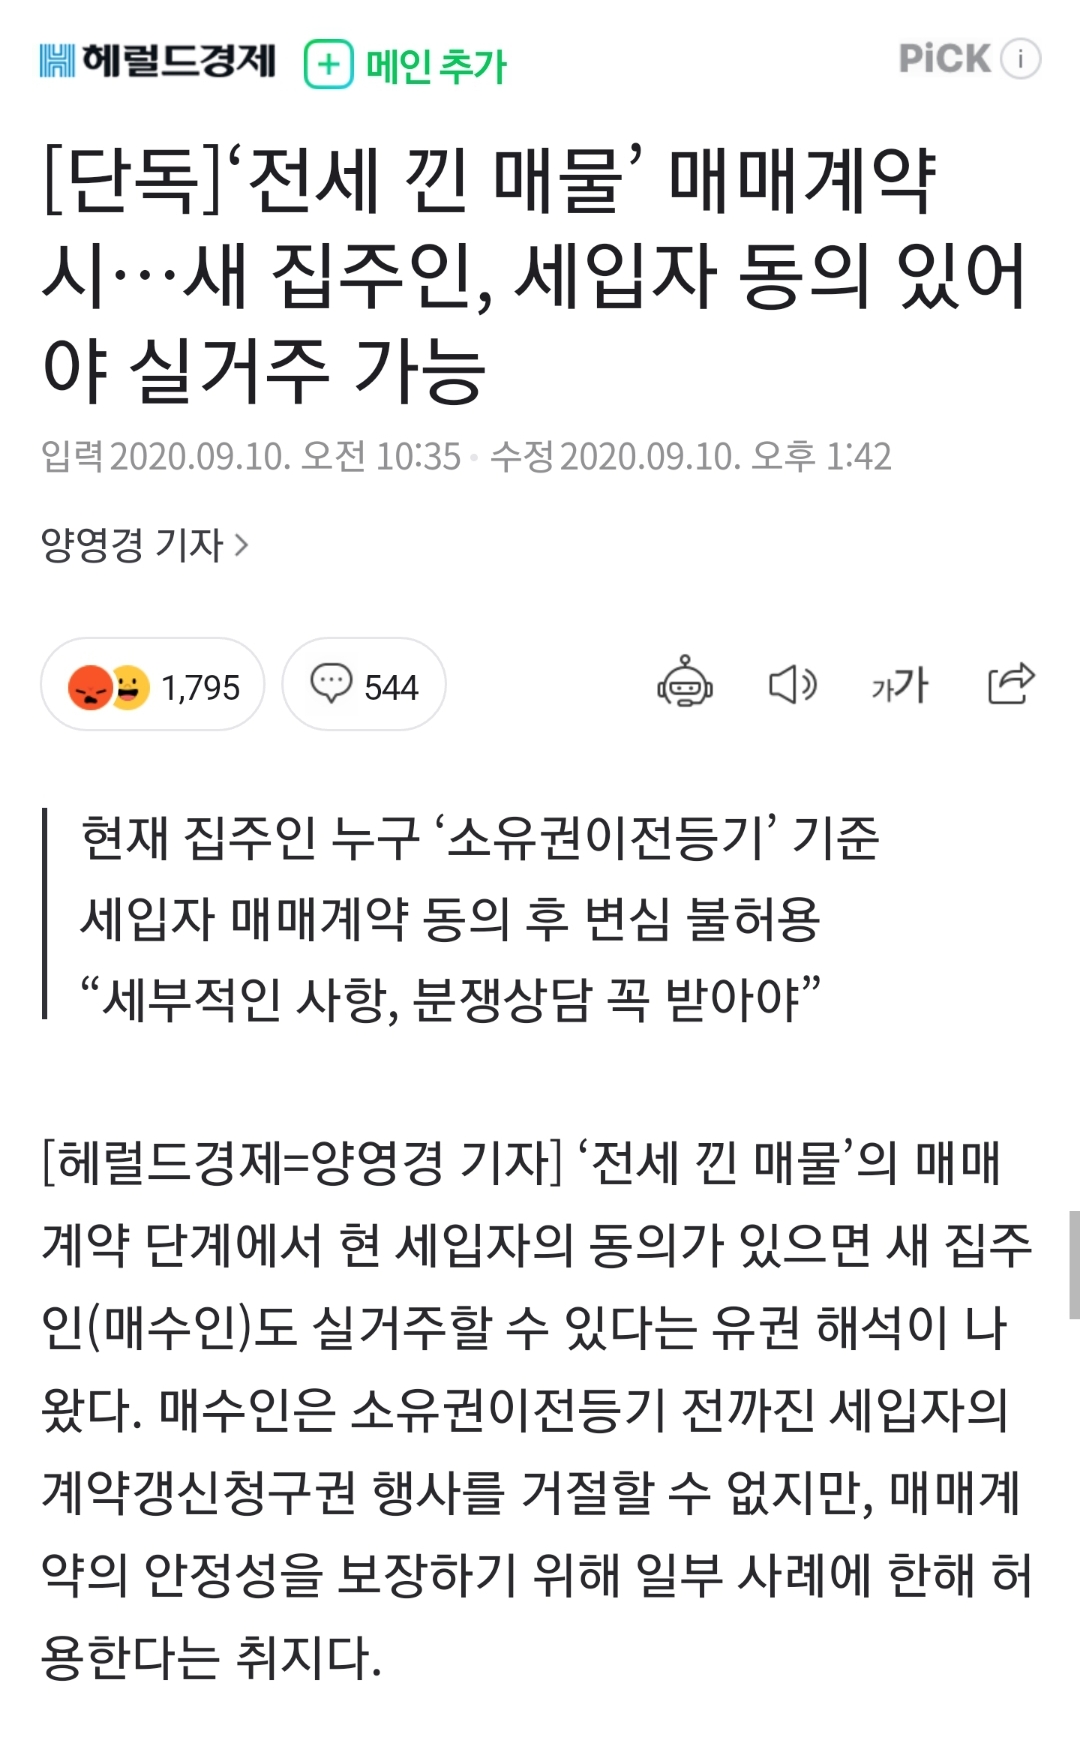 헤럴드경제 메인 추가 PiCK i
[단독]‘전세 낀 매물’ 매매계약
시…새 집주인, 세입자 동의 있어
야 실거주 가능
입력 2020.09.10. 오전 10:35 · 수정 2020.09.10. 오후 1:42
양영경 기자 >
1,795 544 가가
현재 집주인 누구 ‘소유권이전등기’ 기준
세입자 매매계약 동의 후 변심 불허용
“세부적인 사항, 분쟁상담 꼭 받아야”
[헤럴드경제=양영경 기자] ‘전세 낀 매물’의 매매
계약 단계에서 현 세입자의 동의가 있으면 새 집주
인(매수인)도 실거주할 수 있다는 유권 해석이 나
왔다. 매수인은 소유권이전등기 전까진 세입자의
계약갱신청구권 행사를 거절할 수 없지만, 매매계
약의 안정성을 보장하기 위해 일부 사례에 한해 허
용한다는 취지다.